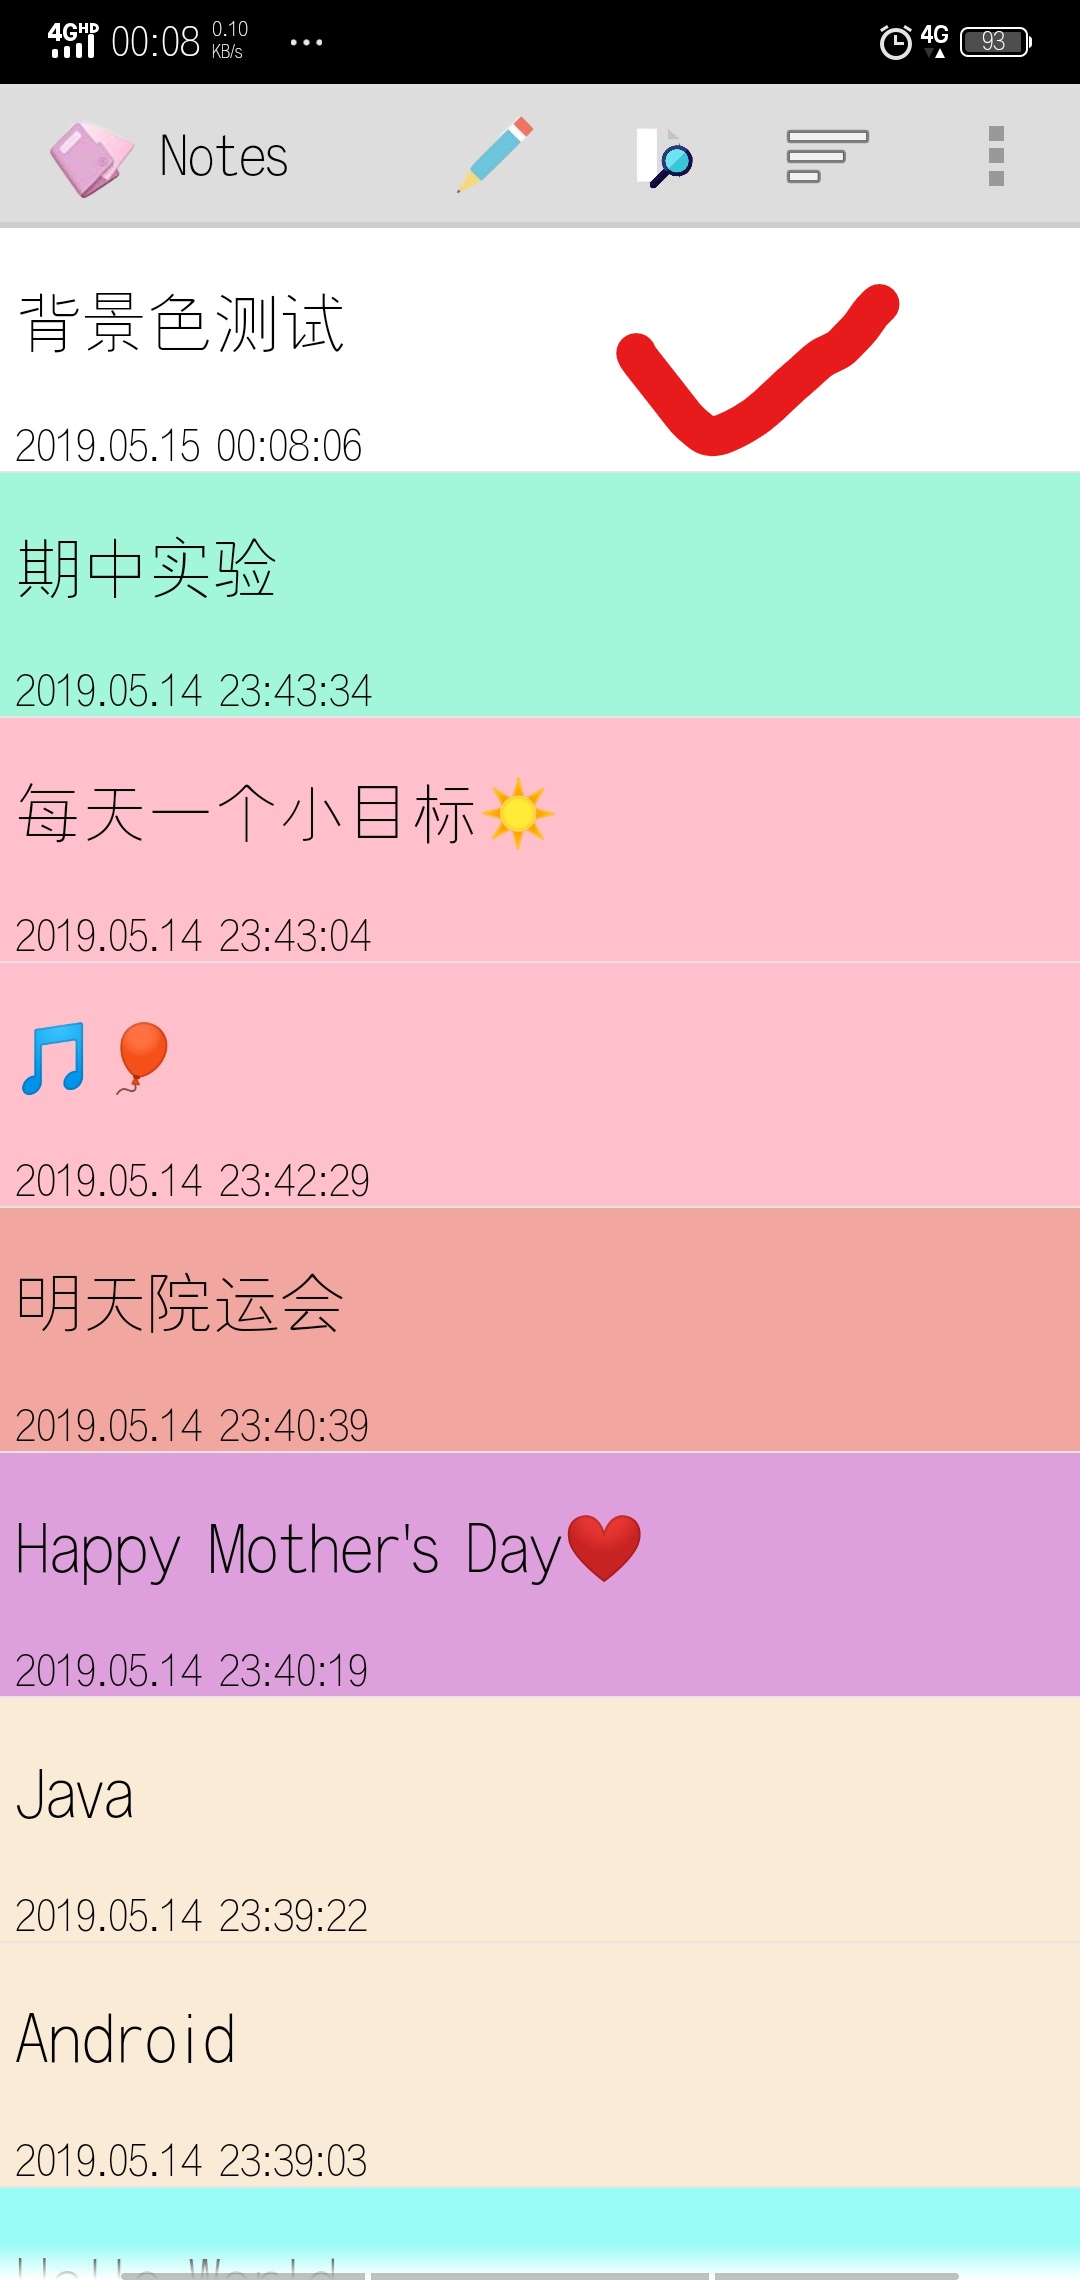 4G HD 00:08 0.10 KB/s ... 4G 93
Notes
背景色测试
2019.05.15 00:08:06
期中实验
2019.05.14 23:43:34
每天一个小目标☀️
2019.05.14 23:43:04
🎵🎈
2019.05.14 23:42:29
明天院运会
2019.05.14 23:40:39
Happy Mother's Day❤️
2019.05.14 23:40:19
Java
2019.05.14 23:39:22
Android
2019.05.14 23:39:03
Hello World